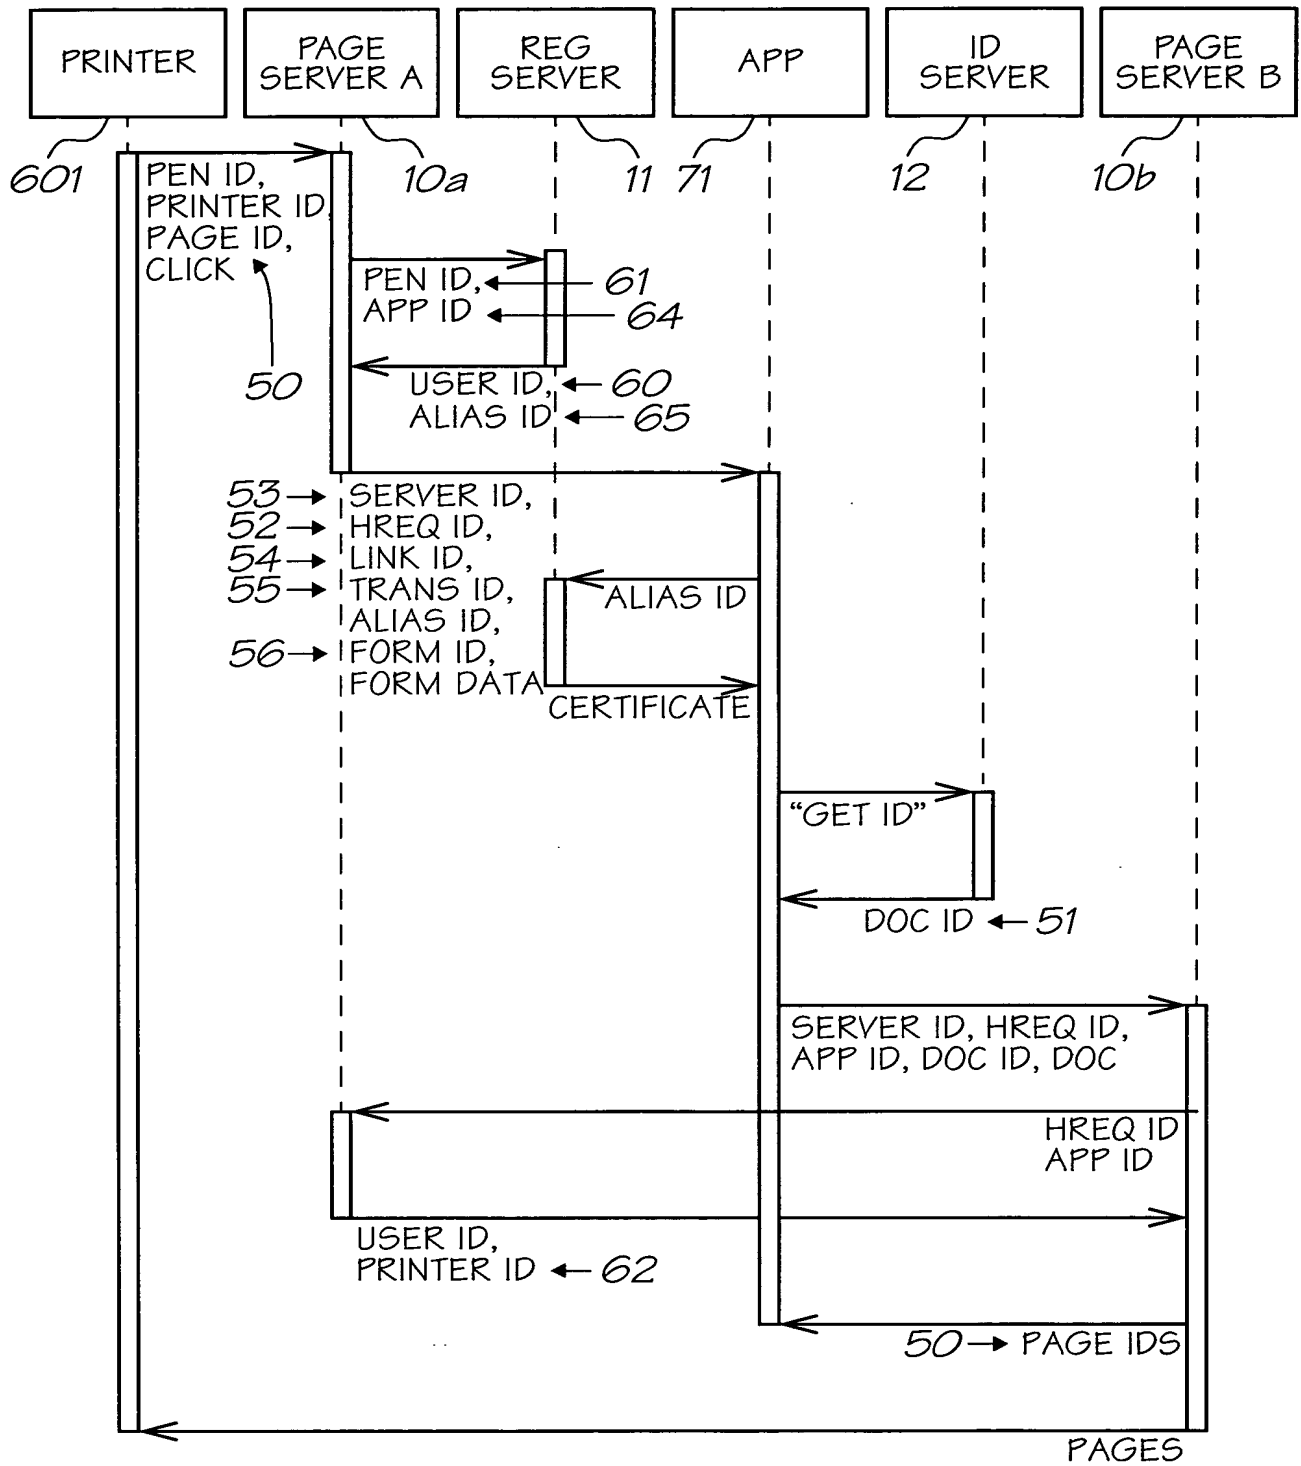 PRINTER
PAGE
SERVER A
REG
SERVER
APP
ID
SERVER
PAGE
SERVER B
601
10a
11
71
12
10b
PEN ID,
PRINTER ID
PAGE ID,
CLICK
50
PEN ID,
APP ID
61
64
USER ID,
ALIAS ID
60
65
53
SERVER ID,
52
HREQ ID,
54
LINK ID,
55
TRANS ID,
ALIAS ID,
56
FORM ID,
FORM DATA
ALIAS ID
CERTIFICATE
“GET ID”
DOC ID
51
SERVER ID, HREQ ID,
APP ID, DOC ID, DOC
HREQ ID
APP ID
USER ID,
PRINTER ID
62
50
PAGE IDS
PAGES